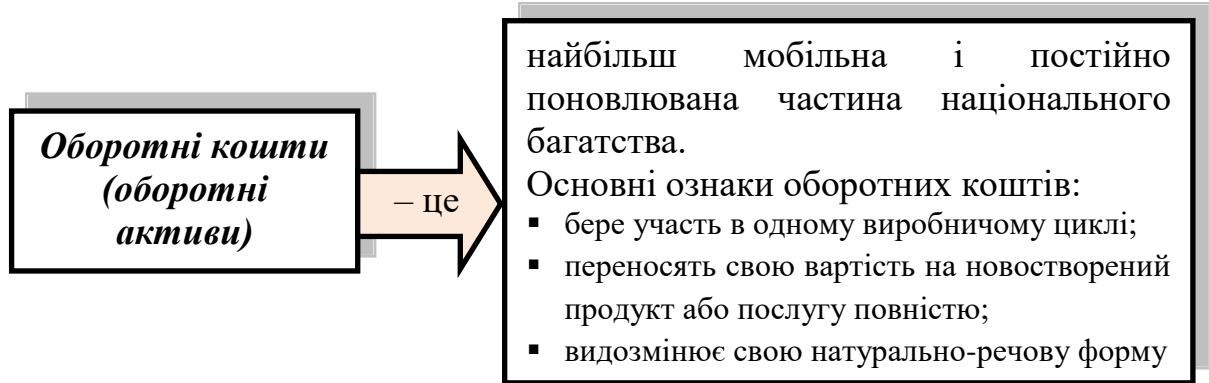 Оборотні кошти
(оборотні
активи)
– це
найбільш мобільна і постійно
поновлювана частина національного
багатства.
Основні ознаки оборотних коштів:
▪ бере участь в одному виробничому циклі;
▪ переносять свою вартість на новостворений
продукт або послугу повністю;
▪ видозмінює свою натурально-речову форму